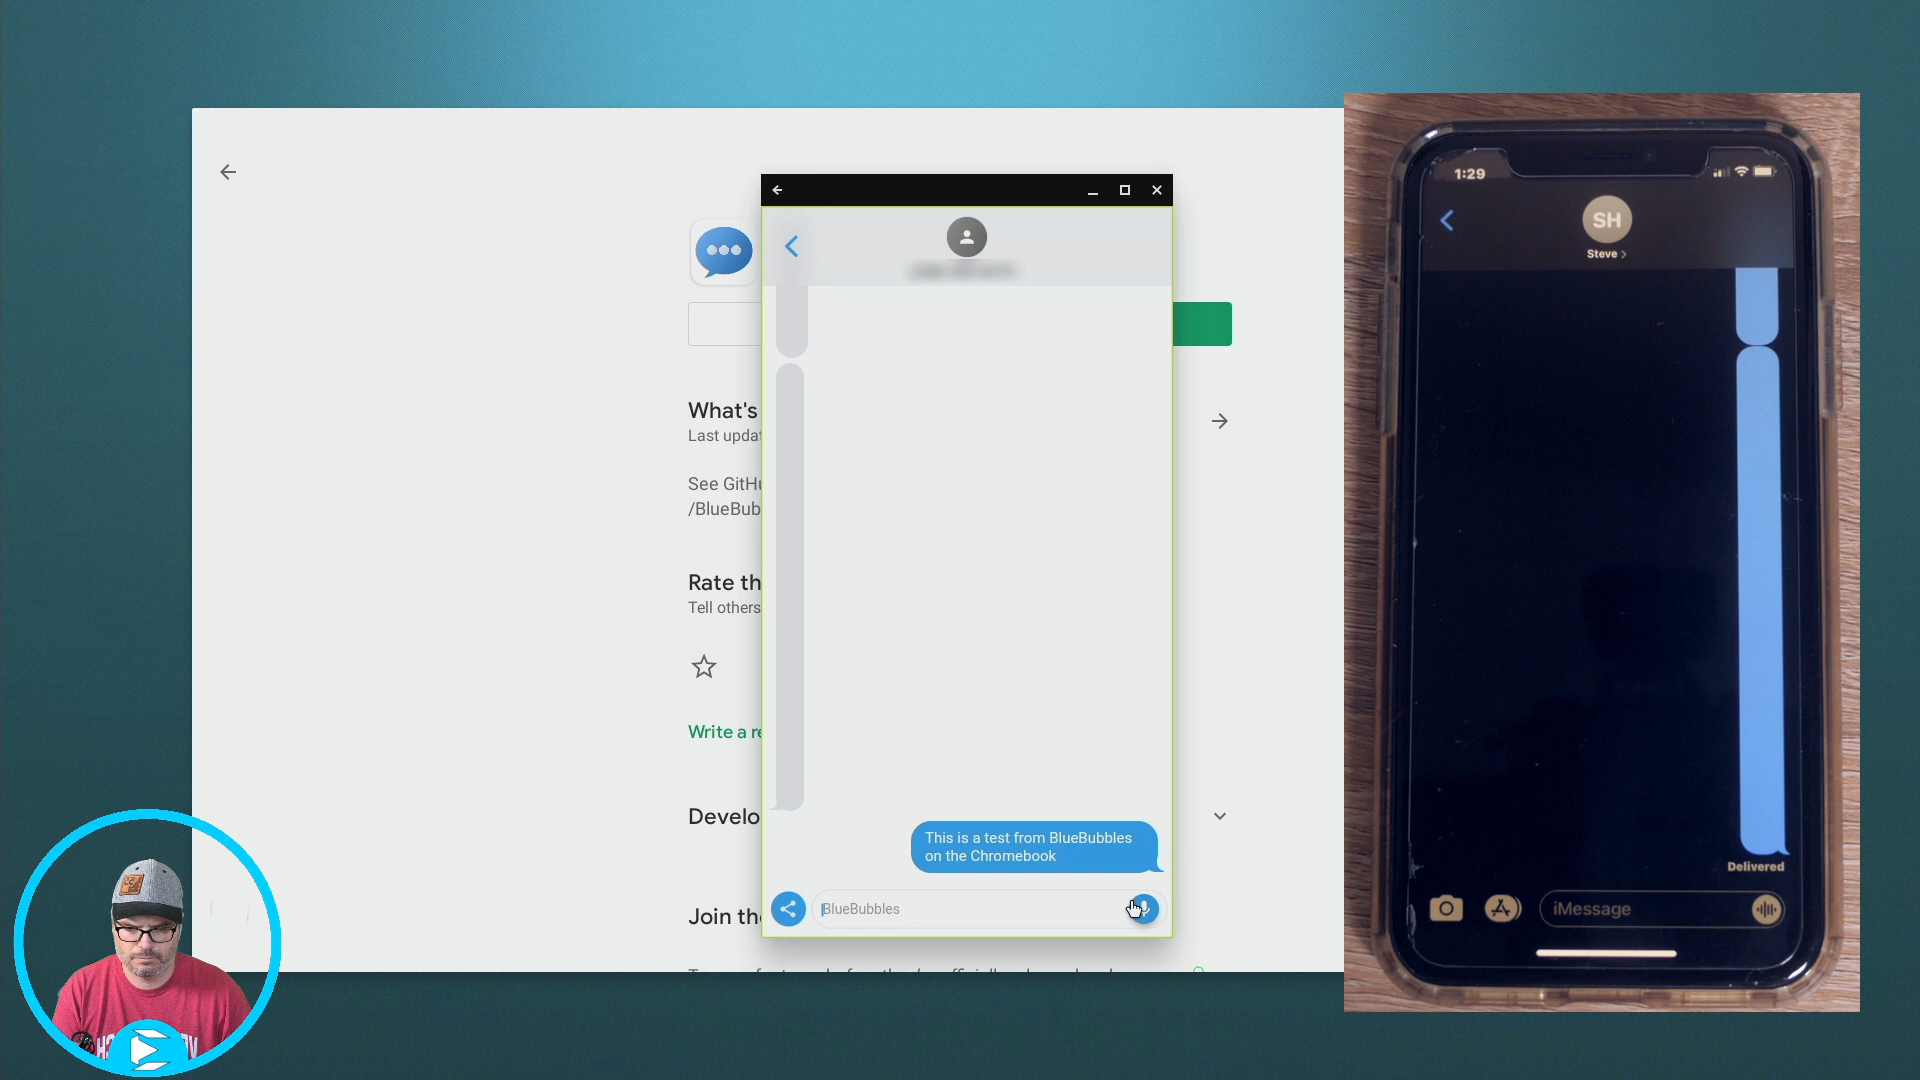 What's
Last updat
See GitHu
/BlueBub
Rate th
Tell others
Write a re
Develo
Join the
This is a test from BlueBubbles
on the Chromebook
BlueBubbles
1:29
SH
Steve >
Delivered
iMessage